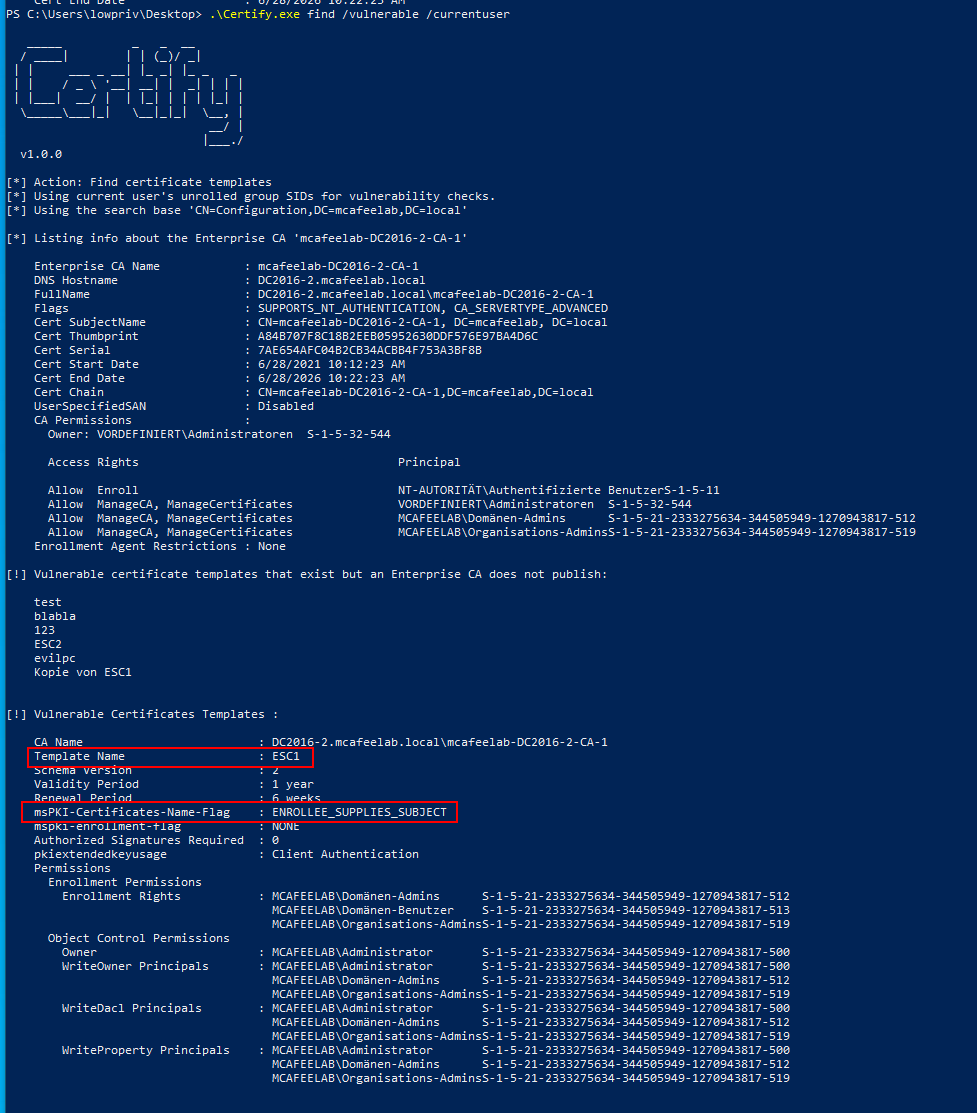 Cert End Date : 6/28/2026 10:22:23 AM
PS C:\Users\lowpriv\Desktop> .\Certify.exe find /vulnerable /currentuser
Certify
v1.0.0
[*] Action: Find certificate templates
[*] Using current user's unrolled group SIDs for vulnerability checks.
[*] Using the search base 'CN=Configuration,DC=mcafeelab,DC=local'
[*] Listing info about the Enterprise CA 'mcafeelab-DC2016-2-CA-1'
Enterprise CA Name : mcafeelab-DC2016-2-CA-1
DNS Hostname : DC2016-2.mcafeelab.local
FullName : DC2016-2.mcafeelab.local\mcafeelab-DC2016-2-CA-1
Flags : SUPPORTS_NT_AUTHENTICATION, CA_SERVERTYPE_ADVANCED
Cert SubjectName : CN=mcafeelab-DC2016-2-CA-1, DC=mcafeelab, DC=local
Cert Thumbprint : A84B707F8C18B2EEB05952630DDF576E97BA4D6C
Cert Serial : 7AE654AFC04B2CB34ACBB4F753A3BF8B
Cert Start Date : 6/28/2021 10:12:23 AM
Cert End Date : 6/28/2026 10:22:23 AM
Cert Chain : CN=mcafeelab-DC2016-2-CA-1,DC=mcafeelab,DC=local
UserSpecifiedSAN : Disabled
CA Permissions :
Owner: VORDEFINIERT\Administratoren S-1-5-32-544
Access Rights Principal
Allow Enroll NT-AUTORITÄT\Authentifizierte BenutzerS-1-5-11
Allow ManageCA, ManageCertificates VORDEFINIERT\Administratoren S-1-5-32-544
Allow ManageCA, ManageCertificates MCAFEELAB\Domänen-Admins S-1-5-21-2333275634-344505949-1270943817-512
Allow ManageCA, ManageCertificates MCAFEELAB\Organisations-AdminsS-1-5-21-2333275634-344505949-1270943817-519
Enrollment Agent Restrictions : None
[!] Vulnerable certificate templates that exist but an Enterprise CA does not publish:
test
blabla
123
ESC2
evilpc
Kopie von ESC1
[!] Vulnerable Certificates Templates :
CA Name : DC2016-2.mcafeelab.local\mcafeelab-DC2016-2-CA-1
Template Name : ESC1
Schema Version : 2
Validity Period : 1 year
Renewal Period : 6 weeks
msPKI-Certificates-Name-Flag : ENROLLEE_SUPPLIES_SUBJECT
mspki-enrollment-flag : NONE
Authorized Signatures Required : 0
pkiextendedkeyusage : Client Authentication
Permissions
Enrollment Permissions
Enrollment Rights : MCAFEELAB\Domänen-Admins S-1-5-21-2333275634-344505949-1270943817-512
MCAFEELAB\Domänen-Benutzer S-1-5-21-2333275634-344505949-1270943817-513
MCAFEELAB\Organisations-AdminsS-1-5-21-2333275634-344505949-1270943817-519
Object Control Permissions
Owner : MCAFEELAB\Administrator S-1-5-21-2333275634-344505949-1270943817-500
WriteOwner Principals : MCAFEELAB\Administrator S-1-5-21-2333275634-344505949-1270943817-500
MCAFEELAB\Domänen-Admins S-1-5-21-2333275634-344505949-1270943817-512
MCAFEELAB\Organisations-AdminsS-1-5-21-2333275634-344505949-1270943817-519
WriteDacl Principals : MCAFEELAB\Administrator S-1-5-21-2333275634-344505949-1270943817-500
MCAFEELAB\Domänen-Admins S-1-5-21-2333275634-344505949-1270943817-512
MCAFEELAB\Organisations-AdminsS-1-5-21-2333275634-344505949-1270943817-519
WriteProperty Principals : MCAFEELAB\Administrator S-1-5-21-2333275634-344505949-1270943817-500
MCAFEELAB\Domänen-Admins S-1-5-21-2333275634-344505949-1270943817-512
MCAFEELAB\Organisations-AdminsS-1-5-21-2333275634-344505949-1270943817-519